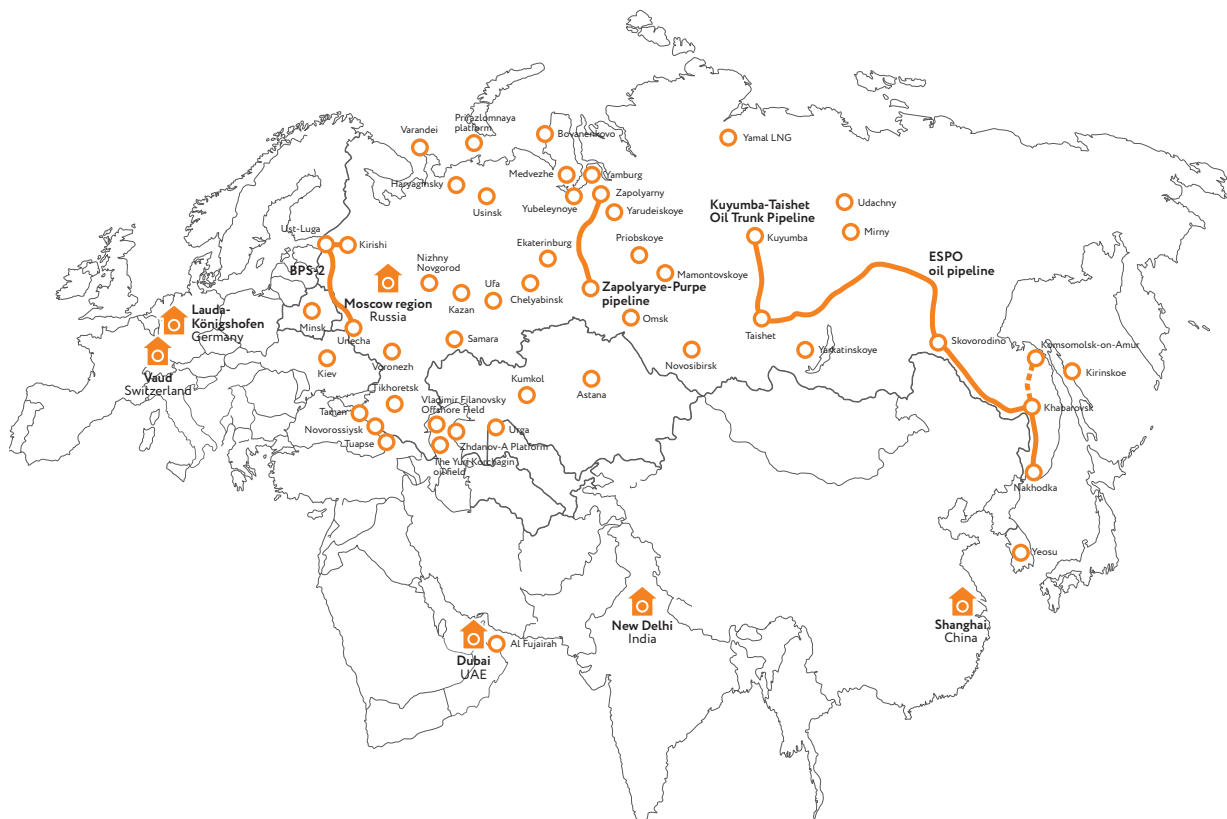 Prirazlomnaya
platform
Varandei
Bovanenkovo
Yamal LNG
Haryaginsky
Medvezhe
Yamburg
Usinsk
Yubeleynoye
Zapolyarny
Yarudeiskoye
Udachny
Kuyumba-Taishet
Oil Trunk Pipeline
Kuyumba
Mirny
Ust-Luga
Kirishi
Ekaterinburg
Priobskoye
ESPO
oil pipeline
BPS-2
Nizhny
Novgorod
Moscow region
Russia
Kazan
Ufa
Chelyabinsk
Mamontovskoye
Zapolyarye-Purpe
pipeline
Omsk
Lauda-
Königshofen
Germany
Minsk
Unecha
Samara
Taishet
Skovorodino
Komsomolsk-on-Amur
Kirinskoe
Vaud
Switzerland
Kiev
Voronezh
Novosibirsk
Yaraktinskoye
Tikhoretsk
Kumkol
Astana
Khabarovsk
Taman
Vladimir Filanovsky
Offshore Field
Novorossiysk
Urga
Tuapse
Zhdanov-A Platform
The Yuri Korchagin
oilfield
Nakhodka
Yeosu
New Delhi
India
Shanghai,
China
Al Fujairah
Dubai
UAE